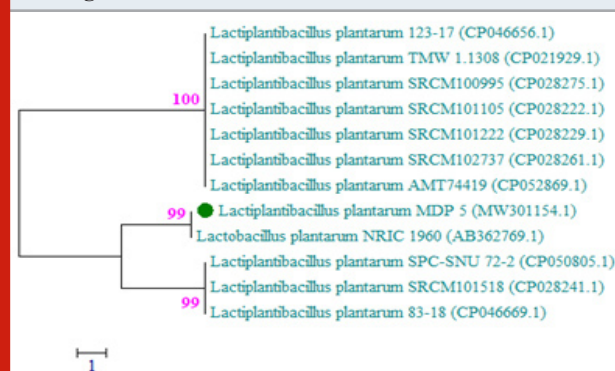 Lactiplantibacillus plantarum 123-17 (CP046656.1)
Lactiplantibacillus plantarum TMW 1.1308 (CP021929.1)
Lactiplantibacillus plantarum SRCM100995 (CP028275.1)
100
Lactiplantibacillus plantarum SRCM101105 (CP028222.1)
Lactiplantibacillus plantarum SRCM101222 (CP028229.1)
Lactiplantibacillus plantarum SRCM102737 (CP028261.1)
Lactiplantibacillus plantarum AMT74419 (CP052869.1)
99
Lactiplantibacillus plantarum MDP 5 (MW301154.1)
Lactobacillus plantarum NRIC 1960 (AB362769.1)
Lactiplantibacillus plantarum SPC-SNU 72-2 (CP050805.1)
Lactiplantibacillus plantarum SRCM101518 (CP028241.1)
99
Lactiplantibacillus plantarum 83-18 (CP046669.1)
1